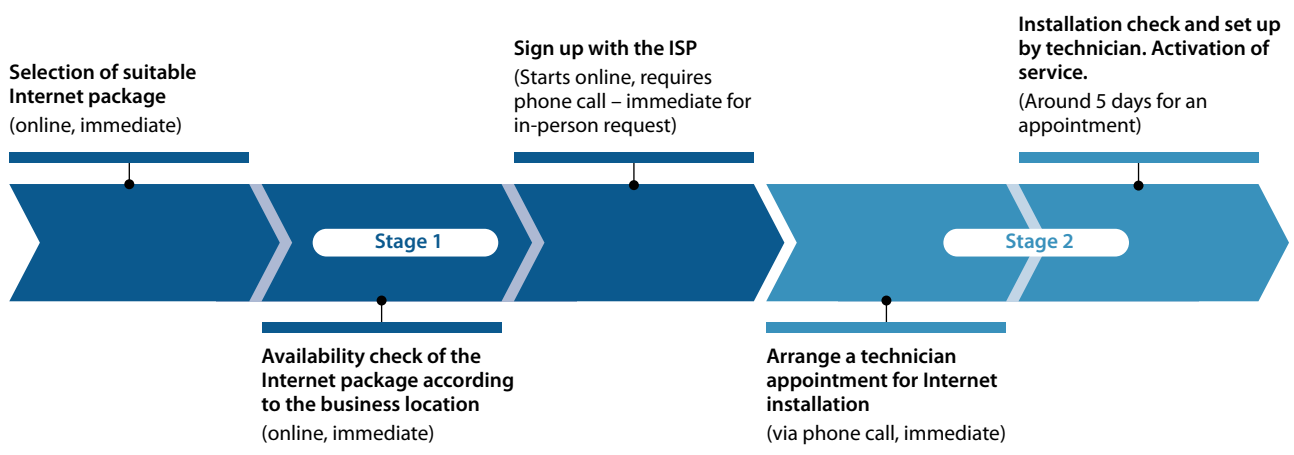 Selection of suitable
Internet package
(online, immediate)
Availability check of the
Internet package according
to the business location
(online, immediate)
Sign up with the ISP
(Starts online, requires
phone call – immediate for
in-person request)
Arrange a technician
appointment for Internet
installation
(via phone call, immediate)
Installation check and set up
by technician. Activation of
service.
(Around 5 days for an
appointment)
Stage 1
Stage 2